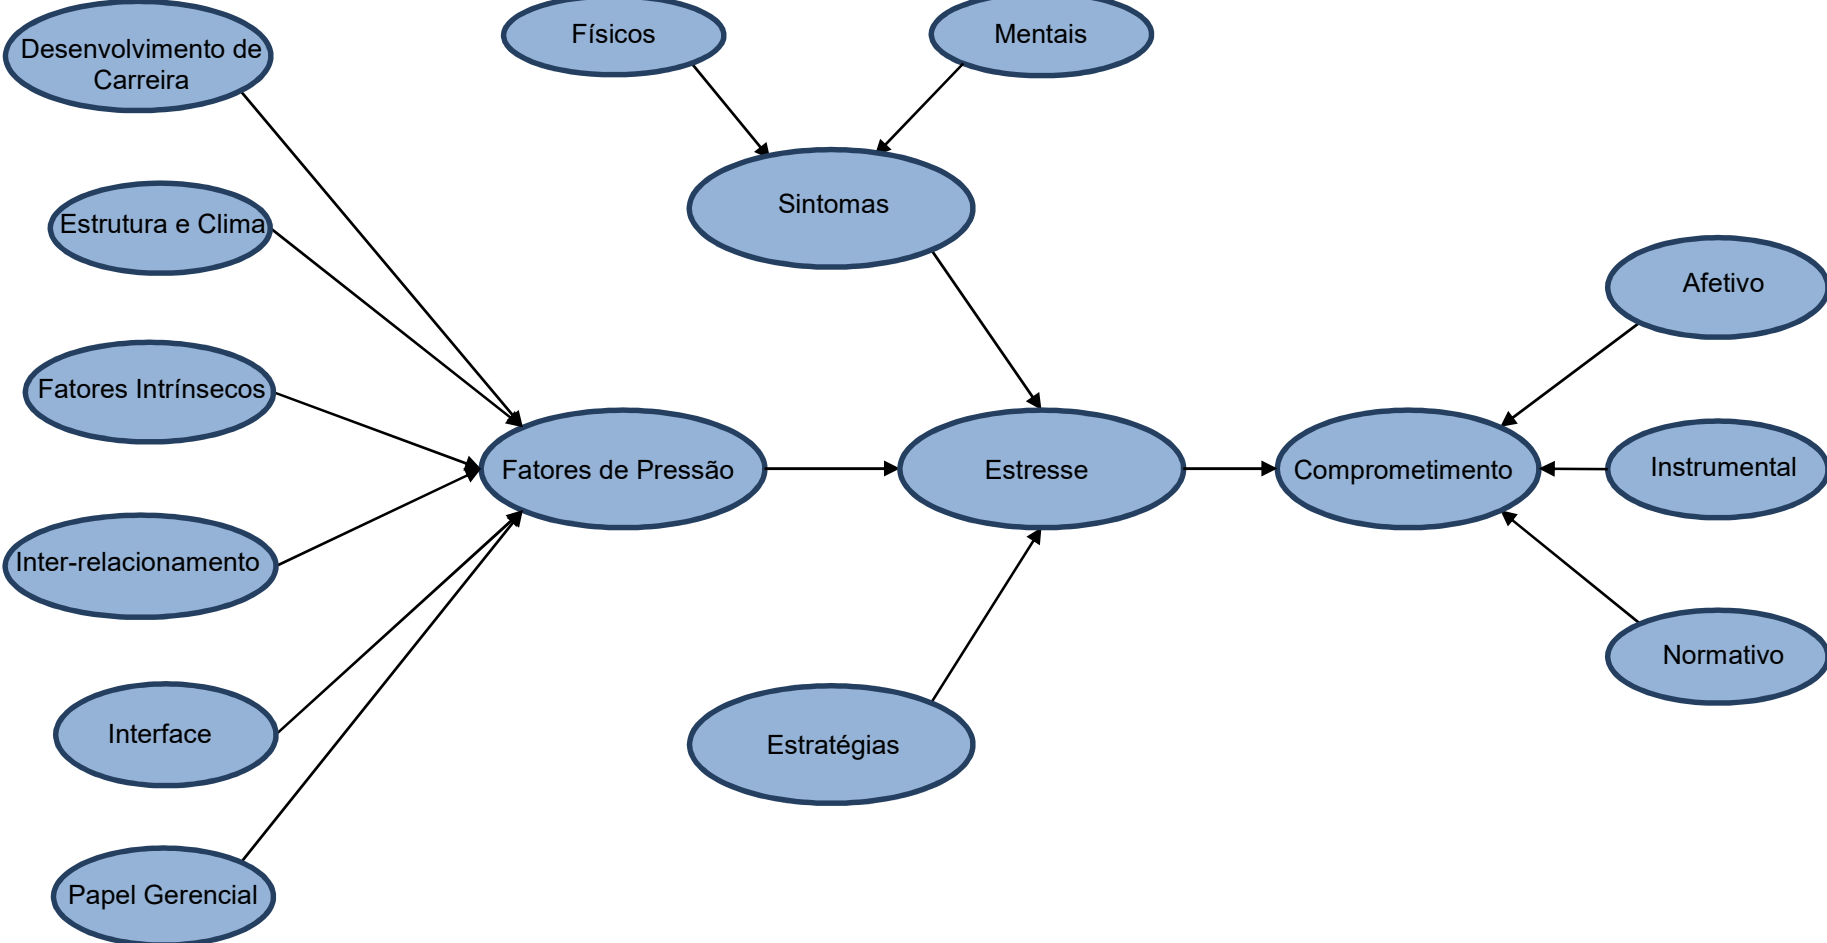 Desenvolvimento de
Carreira
Físicos
Mentais
Sintomas
Estrutura e Clima
Afetivo
Fatores Intrínsecos
Fatores de Pressão
Estresse
Comprometimento
Instrumental
Inter-relacionamento
Normativo
Interface
Estratégias
Papel Gerencial